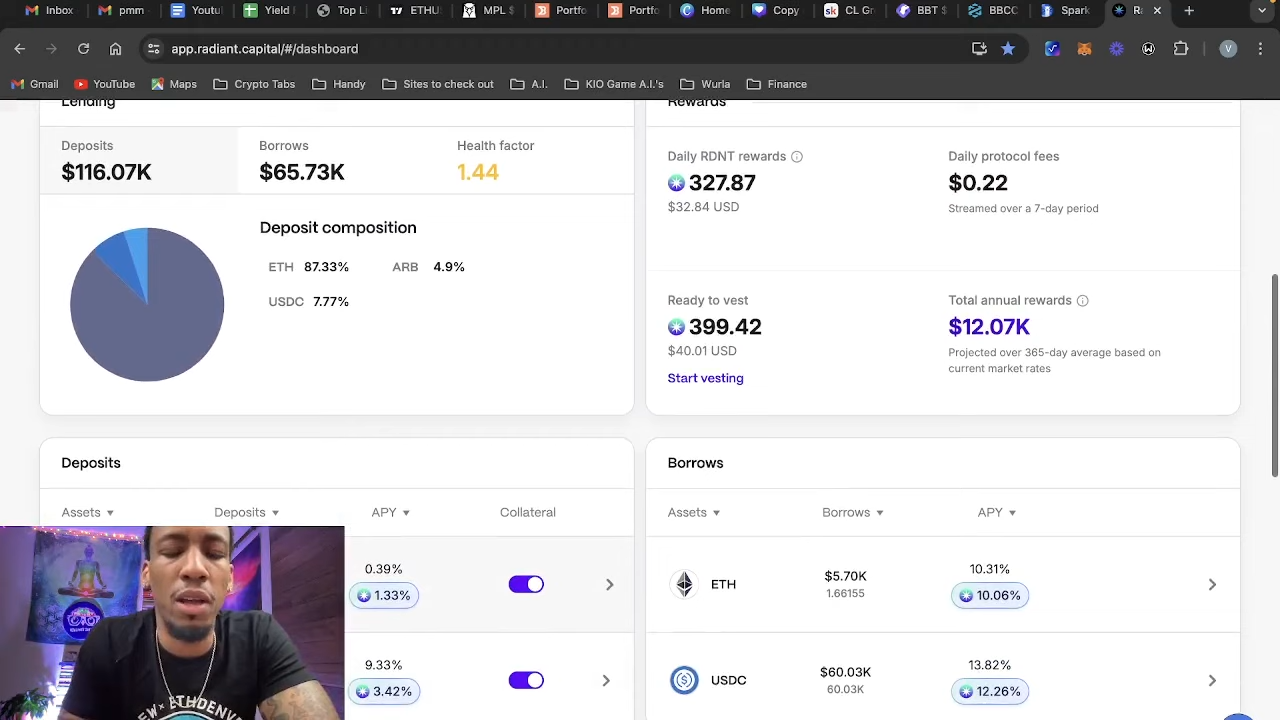 Inbox
pmm
Youtu
Yield F
Top Li
ETHUS
MPL $
Portfo
Portfo
Home
Copy
CL Gr
BBT $
BBCC
Spark
Ra
app.radiant.capital/#/dashboard
V
Gmail
YouTube
Maps
Crypto Tabs
Handy
Sites to check out
A.I.
KIO Game A.I.'s
Wurla
Finance
Lending
Rewards
Deposits
Borrows
Health factor
$116.07K
$65.73K
1.44
Deposit composition
ETH 87.33% ARB 4.9%
USDC 7.77%
Daily RDNT rewards
327.87
$32.84 USD
Daily protocol fees
$0.22
Streamed over a 7-day period
Ready to vest
399.42
$40.01 USD
Start vesting
Total annual rewards
$12.07K
Projected over 365-day average based on
current market rates
Deposits
Assets Deposits APY Collateral
0.39%
1.33%
9.33%
3.42%
Borrows
Assets Borrows APY
ETH
$5.70K
1.66155
10.31%
10.06%
USDC
$60.03K
60.03K
13.82%
12.26%